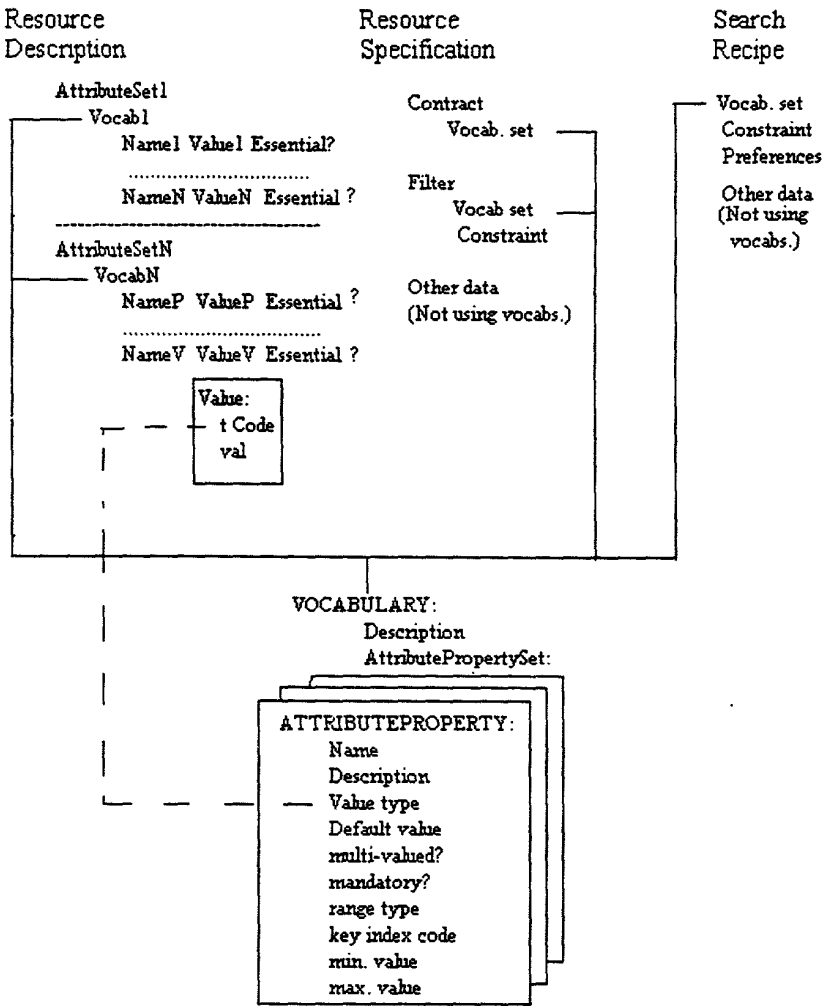 Resource
Description
AttributeSet1
Vocab1
Name1 Value1 Essential?
NameN ValueN Essential ?
AttributeSetN
VocabN
NameP ValueP Essential ?
NameV ValueV Essential ?
Value:
t Code
val
Resource
Specification
Contract
Vocab. set
Filter
Vocab set
Constraint
Other data
(Not using vocabs.)
Search
Recipe
Vocab. set
Constraint
Preferences
Other data
(Not using
vocabs.)
VOCABULARY:
Description
AttributePropertySet:
ATTRIBUTEPROPERTY:
Name
Description
Value type
Default value
multi-valued?
mandatory?
range type
key index code
min. value
max. value